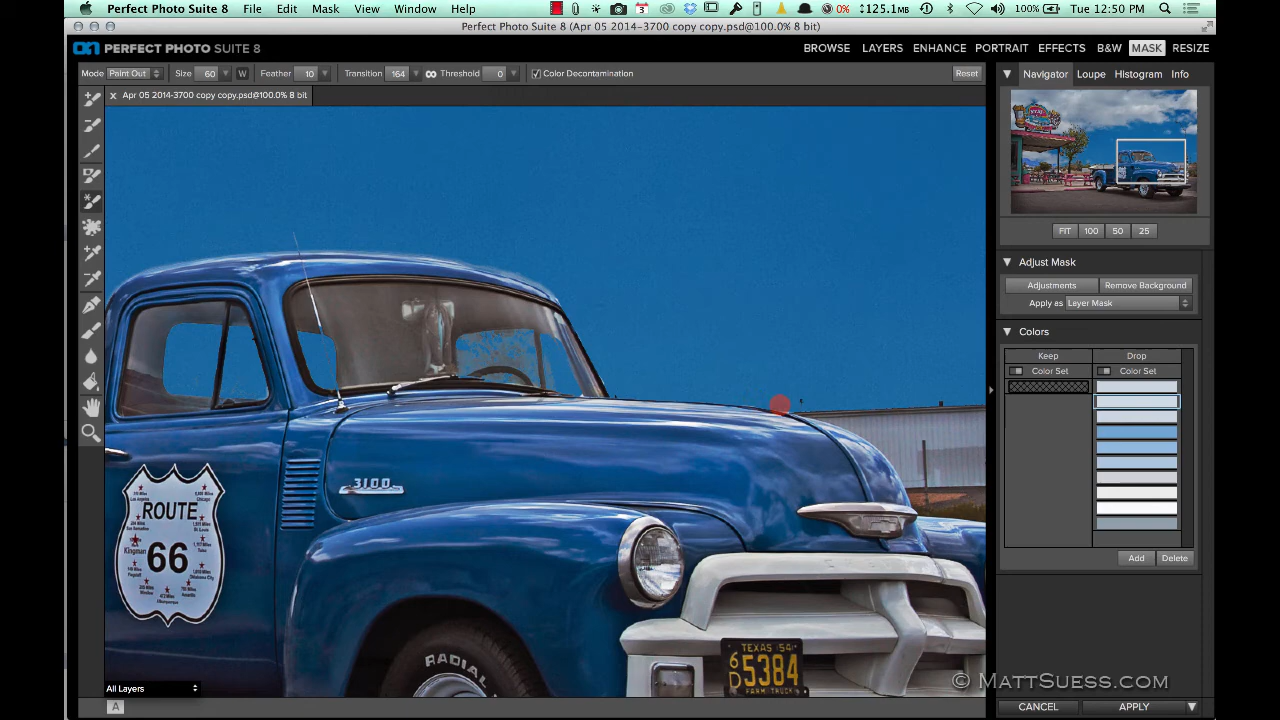 Perfect Photo Suite 8 File Edit Mask View Window Help
3 0% 125.1MB 100% Tue 12:50 PM
Perfect Photo Suite 8 (Apr 05 2014-3700 copy copy.psd@100.0% 8 bit)
on PERFECT PHOTO SUITE 8
BROWSE LAYERS ENHANCE PORTRAIT EFFECTS B&W MASK RESIZE
Mode Paint Out Size 60 W Feather 10 Transition 164 Threshold 0 Color Decontamination Reset
Navigator Loupe Histogram Info
x Apr 05 2014-3700 copy copy.psd@100.0% 8 bit
FIT 100 50 25
Adjust Mask
Adjustments Remove Background
Apply as Layer Mask
Colors
Keep Drop
Color Set Color Set
Add Delete
3100
ROUTE
66
Kingman
RADIAL
TEXAS 54
6D 5384
FARM TRUCK
All Layers
A
© MattSuess.com
CANCEL APPLY